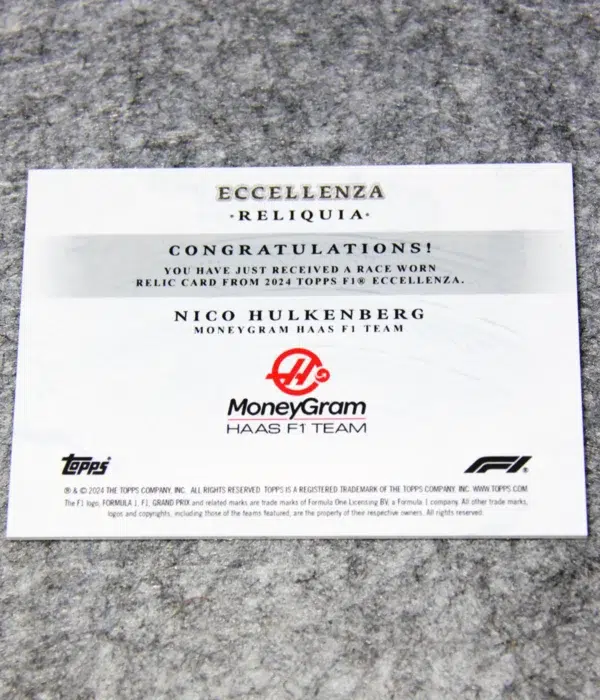 ECCELLENZA
·RELIQUIA·
CONGRATULATIONS!
YOU HAVE JUST RECEIVED A RACE WORN
RELIC CARD FROM 2024 TOPPS F1® ECCELLENZA.
NICO HULKENBERG
MONEYGRAM HAAS F1 TEAM
MoneyGram
HAAS F1 TEAM
topps®
F1®
® & © 2024 THE TOPPS COMPANY, INC. ALL RIGHTS RESERVED. TOPPS IS A REGISTERED TRADEMARK OF THE TOPPS COMPANY, INC. WWW.TOPPS.COM
The F1 logo, FORMULA 1, F1, GRAND PRIX and related marks are trade marks of Formula One Licensing BV, a Formula 1 company. All other trade marks,
logos and copyrights, including those of the teams featured, are the property of their respective owners. All rights reserved.